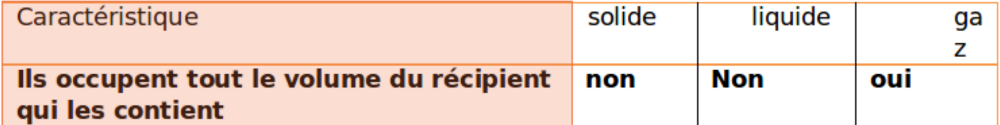 Caractéristique solide liquide ga
z
Ils occupent tout le volume du récipient non Non oui
qui les contient